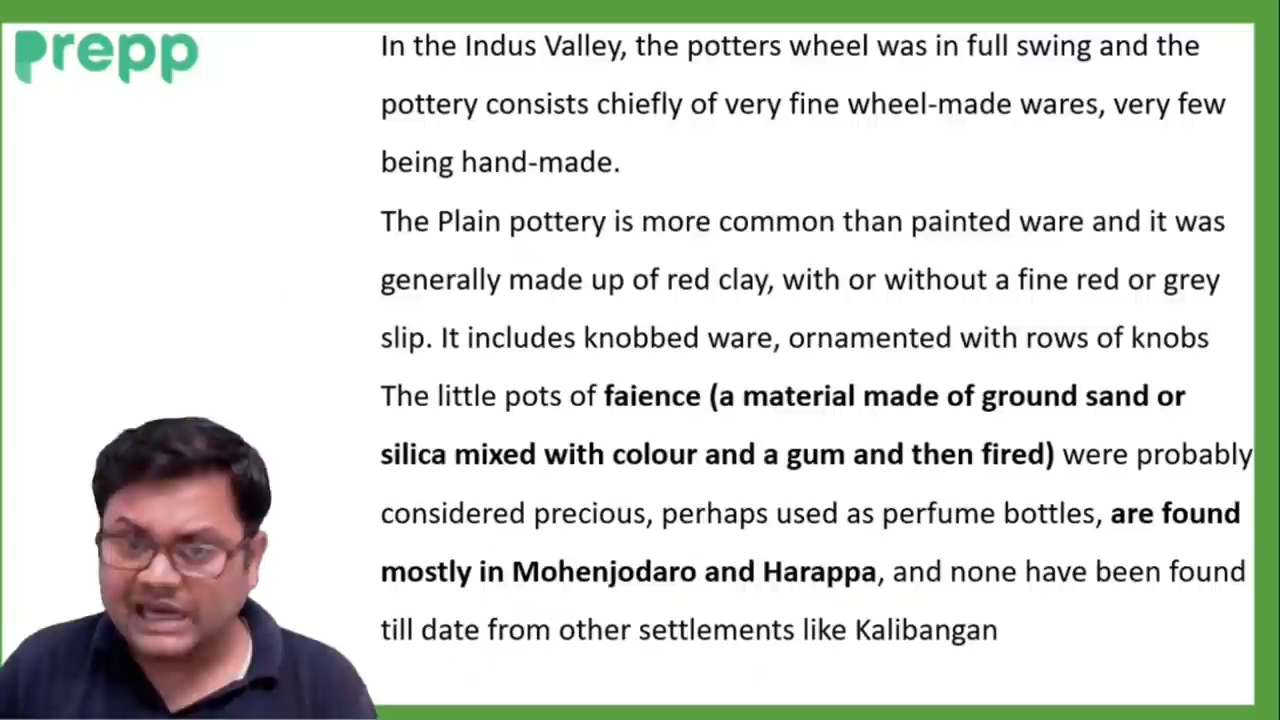 prepp
In the Indus Valley, the potters wheel was in full swing and the
pottery consists chiefly of very fine wheel-made wares, very few
being hand-made.
The Plain pottery is more common than painted ware and it was
generally made up of red clay, with or without a fine red or grey
slip. It includes knobbed ware, ornamented with rows of knobs
The little pots of faience (a material made of ground sand or
silica mixed with colour and a gum and then fired) were probably
considered precious, perhaps used as perfume bottles, are found
mostly in Mohenjodaro and Harappa, and none have been found
till date from other settlements like Kalibangan